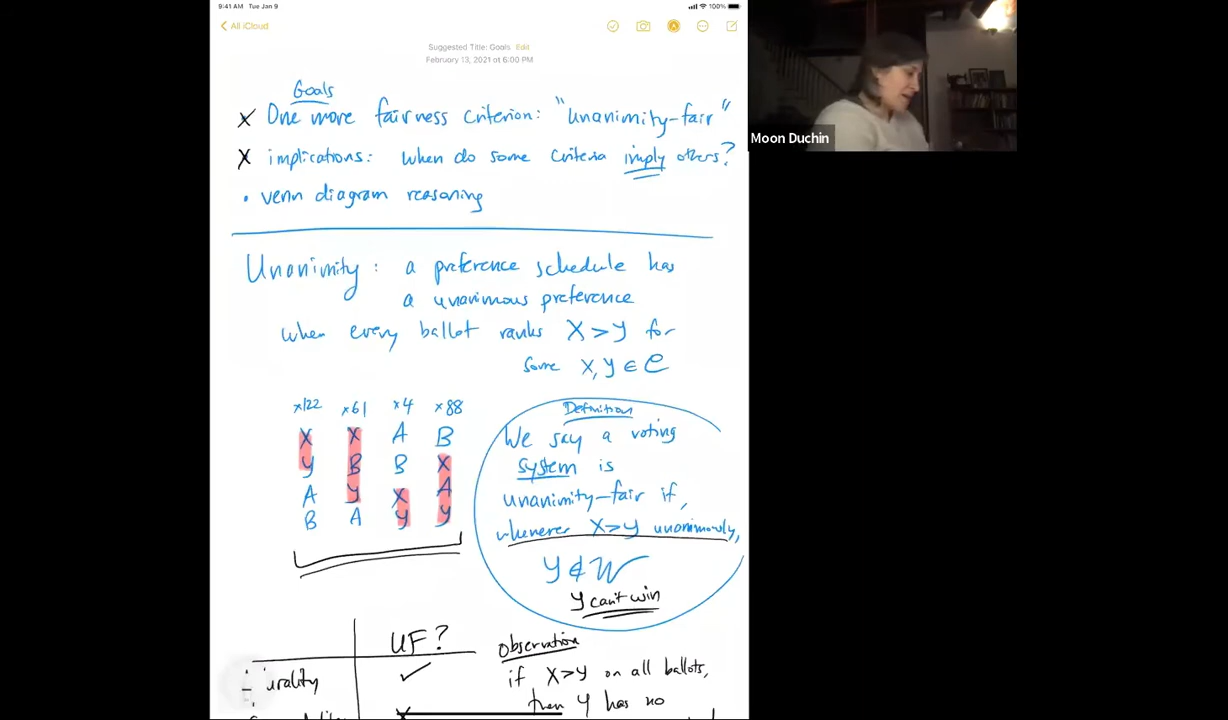 9:41 AM Tue Jan 9
100%
All iCloud
Suggested Title: Goals Edit
February 13, 2021 at 6:00 PM
Moon Duchin
Goals
X One more fairness criterion: "unanimity-fair"
X implications: when do some criteria imply others?
• venn diagram reasoning
Unanimity: a preference schedule has
a unanimous preference
when every ballot ranks X > Y for
some X, Y ∈ C
x122 x61 x4 x88
X X A B
Y B B X
A Y X A
B A Y Y
Definition
We say a voting
system is
unanimity-fair if,
whenever X>Y unanimously,
Y ∉ W
Y can't win
UF?
urality ✓
Observation
if X>Y on all ballots,
then Y has no